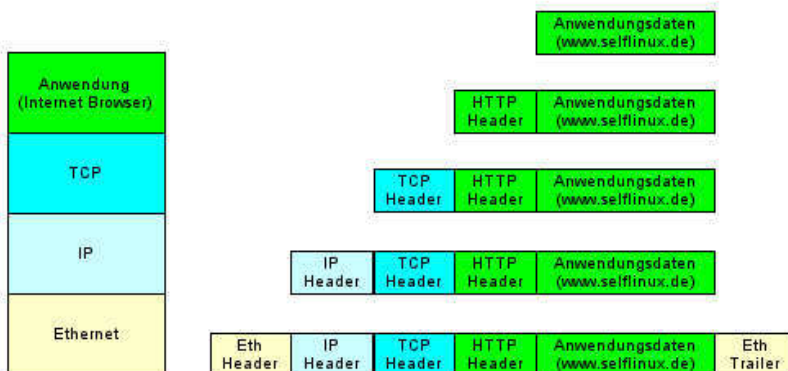 Anwendung
(Internet Browser)
TCP
IP
Ethernet
Anwendungsdaten
(www.selflinux.de)
HTTP
Header
Anwendungsdaten
(www.selflinux.de)
TCP
Header
HTTP
Header
Anwendungsdaten
(www.selflinux.de)
IP
Header
TCP
Header
HTTP
Header
Anwendungsdaten
(www.selflinux.de)
Eth
Header
IP
Header
TCP
Header
HTTP
Header
Anwendungsdaten
(www.selflinux.de)
Eth
Trailer